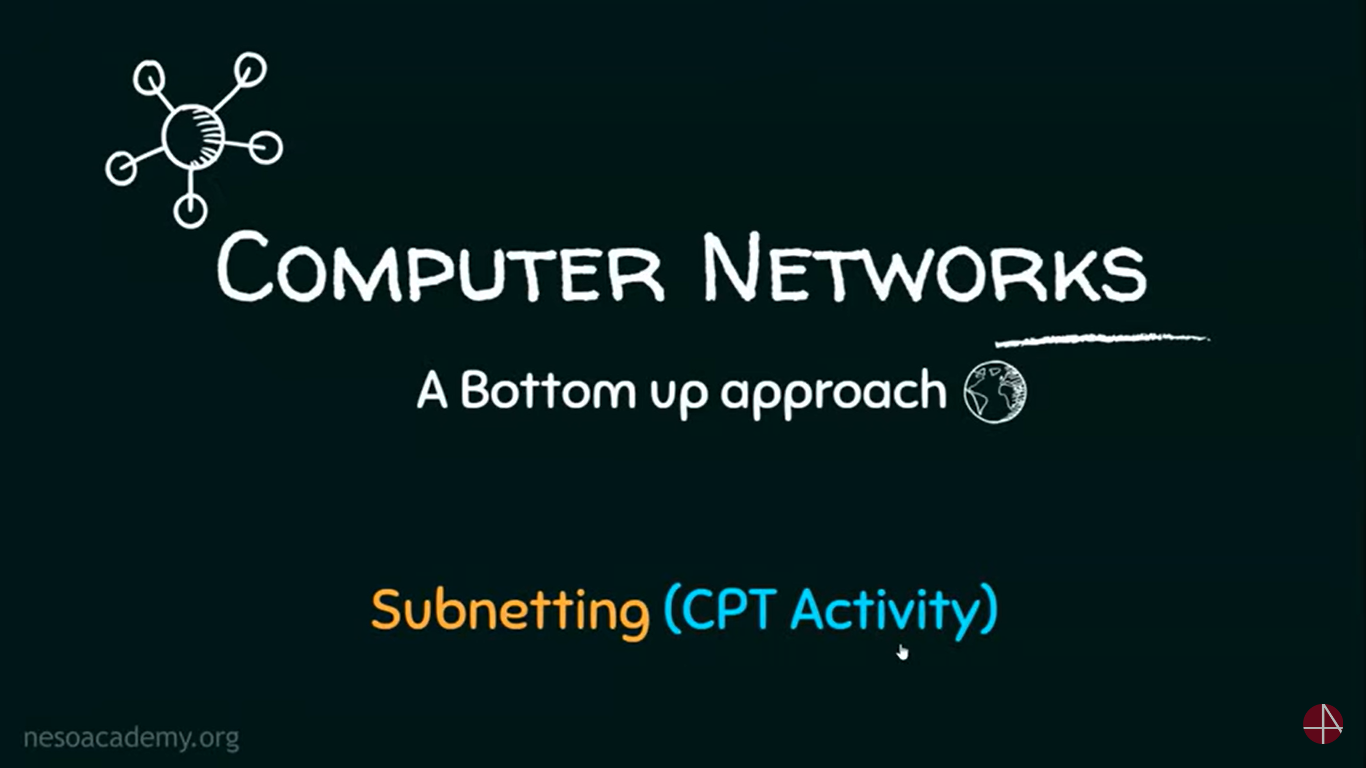 COMPUTER NETWORKS
A Bottom up approach
Subnetting (CPT Activity)
nesoacademy.org